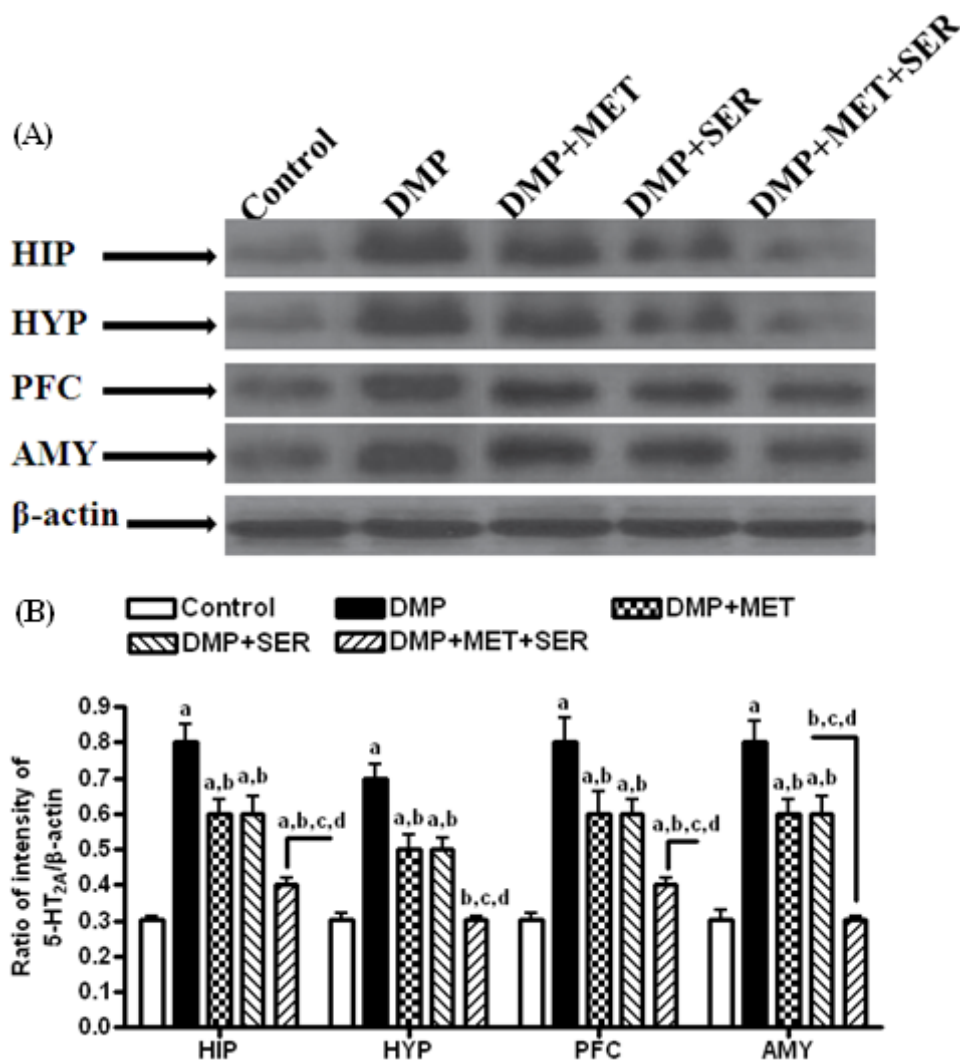 (A)
Control DMP DMP+MET DMP+SER DMP+MET+SER
HIP
HYP
PFC
AMY
β-actin
(B)
Control DMP DMP+MET
DMP+SER DMP+MET+SER
Ratio of intensity of
5-HT2A/β-actin
0.9
0.8
0.7
0.6
0.5
0.4
0.3
0.2
0.1
0.0
a a,b a,b a,b,c,d
a a,b a,b b,c,d
a a,b a,b a,b,c,d
a a,b a,b b,c,d
HIP HYP PFC AMY